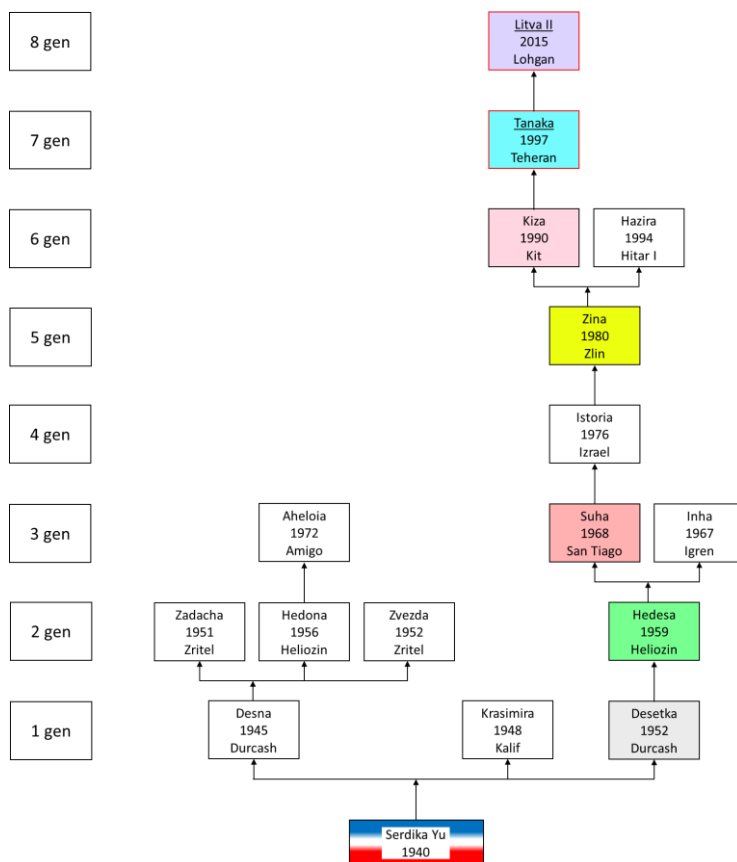 8 gen
Litva II
2015
Lohgan
7 gen
Tanaka
1997
Teheran
6 gen
Kiza
1990
Kit
Hazira
1994
Hitar I
5 gen
Zina
1980
Zlin
4 gen
Istoria
1976
Izrael
3 gen
Aheloia
1972
Amigo
Suha
1968
San Tiago
Inha
1967
Igren
2 gen
Zadacha
1951
Zritel
Hedona
1956
Heliozin
Zvezda
1952
Zritel
Hedesa
1959
Heliozin
1 gen
Desna
1945
Durcash
Krasimira
1948
Kalif
Desetka
1952
Durcash
Serdika Yu
1940